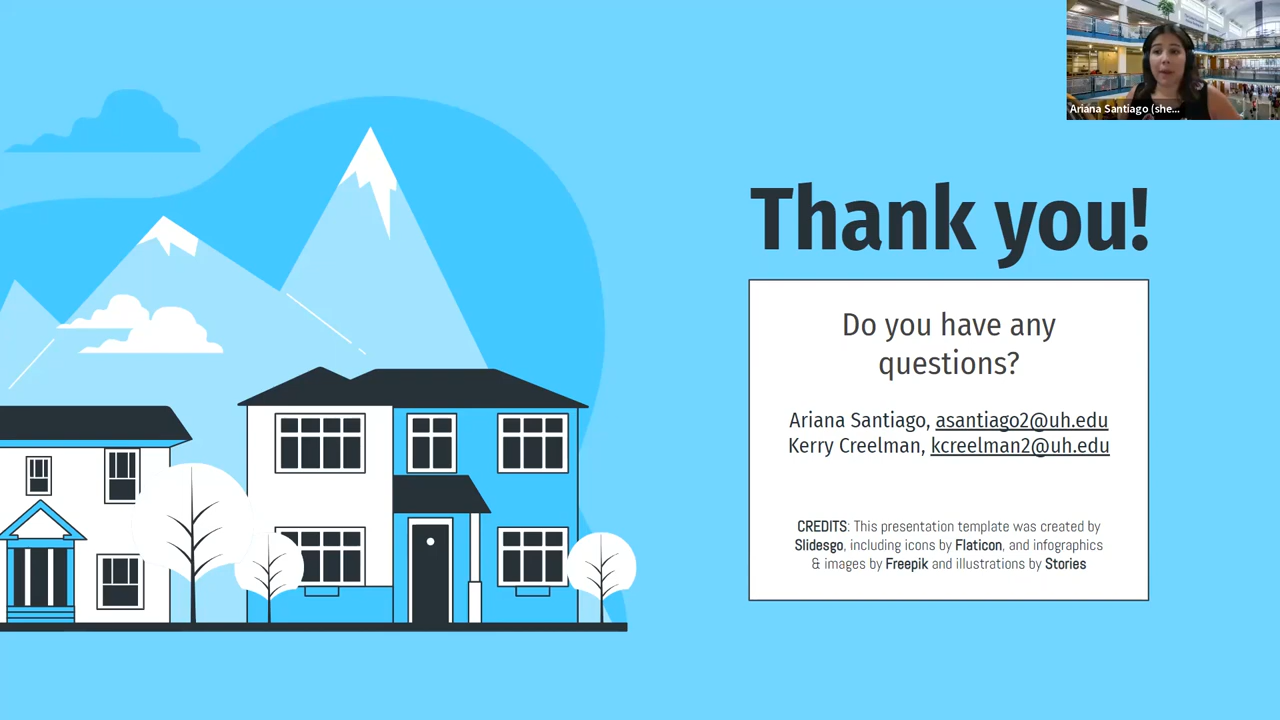 Ariana Santiago (she...
Thank you!
Do you have any
questions?
Ariana Santiago, asantiago2@uh.edu
Kerry Creelman, kcreelman2@uh.edu
CREDITS: This presentation template was created by
Slidesgo, including icons by Flaticon, and infographics
& images by Freepik and illustrations by Stories